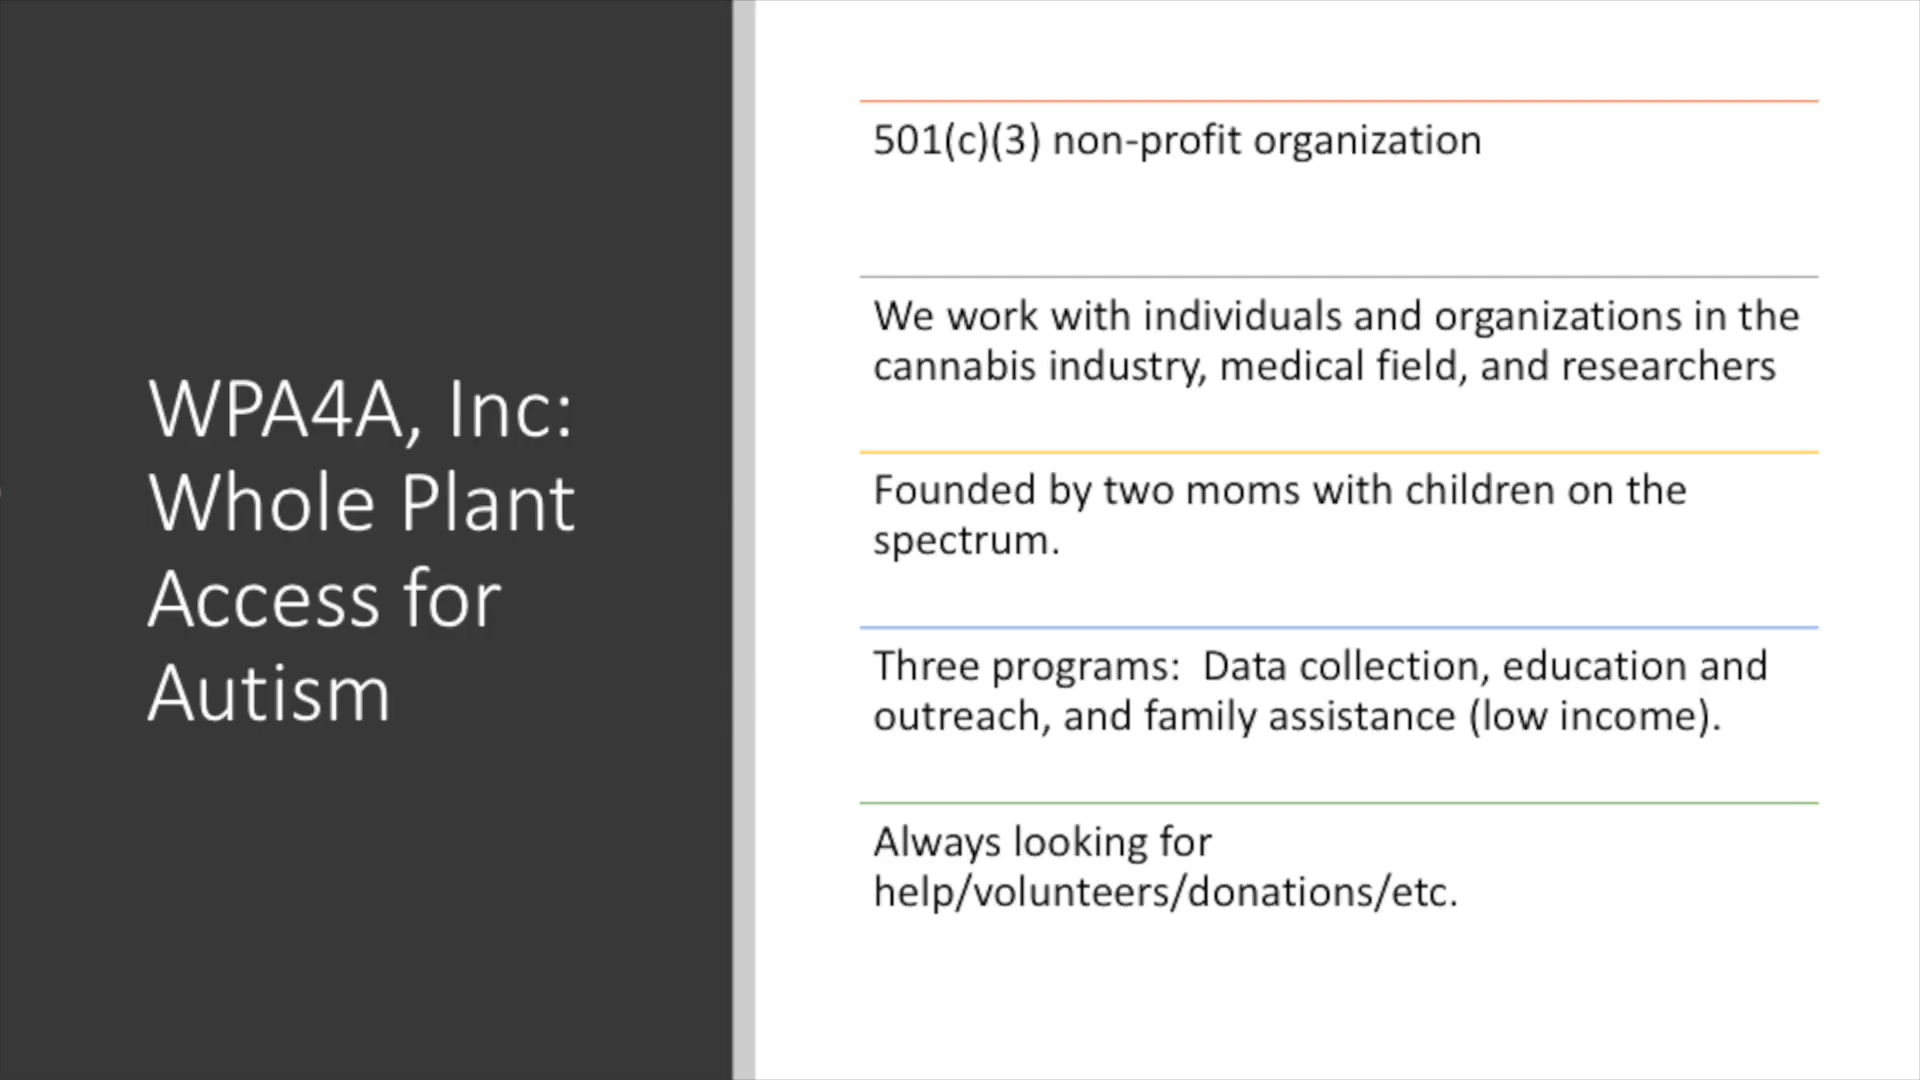 WPA4A, Inc:
Whole Plant
Access for
Autism
501(c)(3) non-profit organization
We work with individuals and organizations in the
cannabis industry, medical field, and researchers
Founded by two moms with children on the
spectrum.
Three programs:  Data collection, education and
outreach, and family assistance (low income).
Always looking for
help/volunteers/donations/etc.